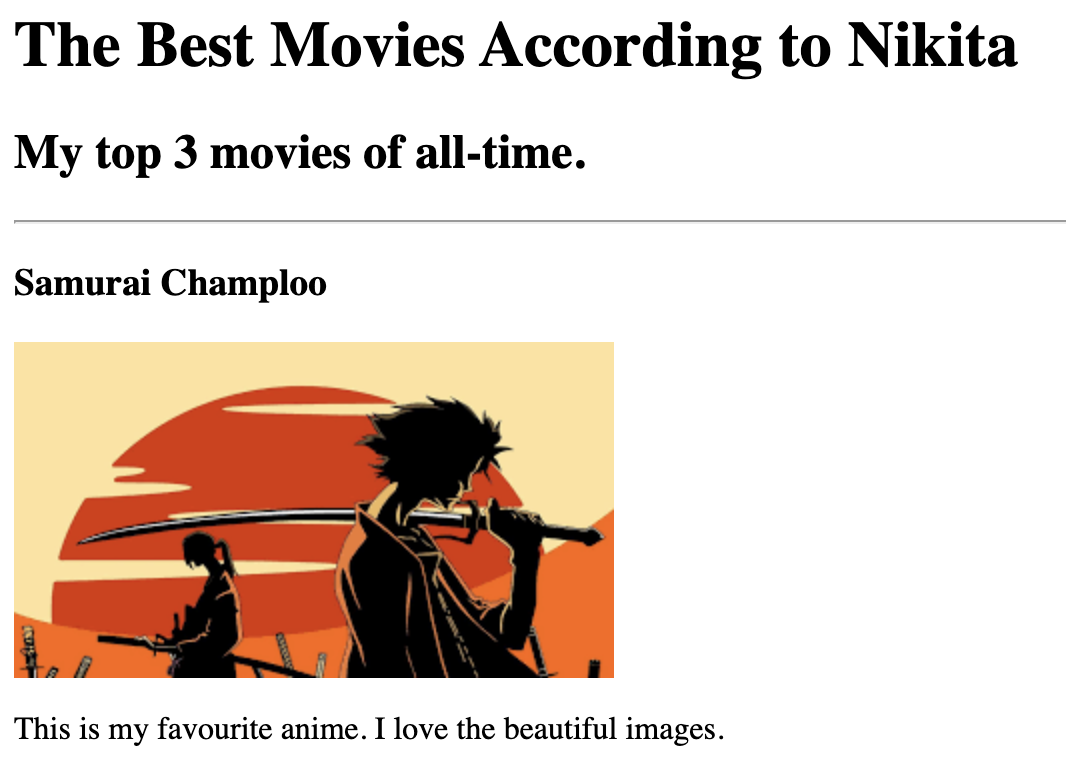 The Best Movies According to Nikita
My top 3 movies of all-time.
Samurai Champloo
This is my favourite anime. I love the beautiful images.